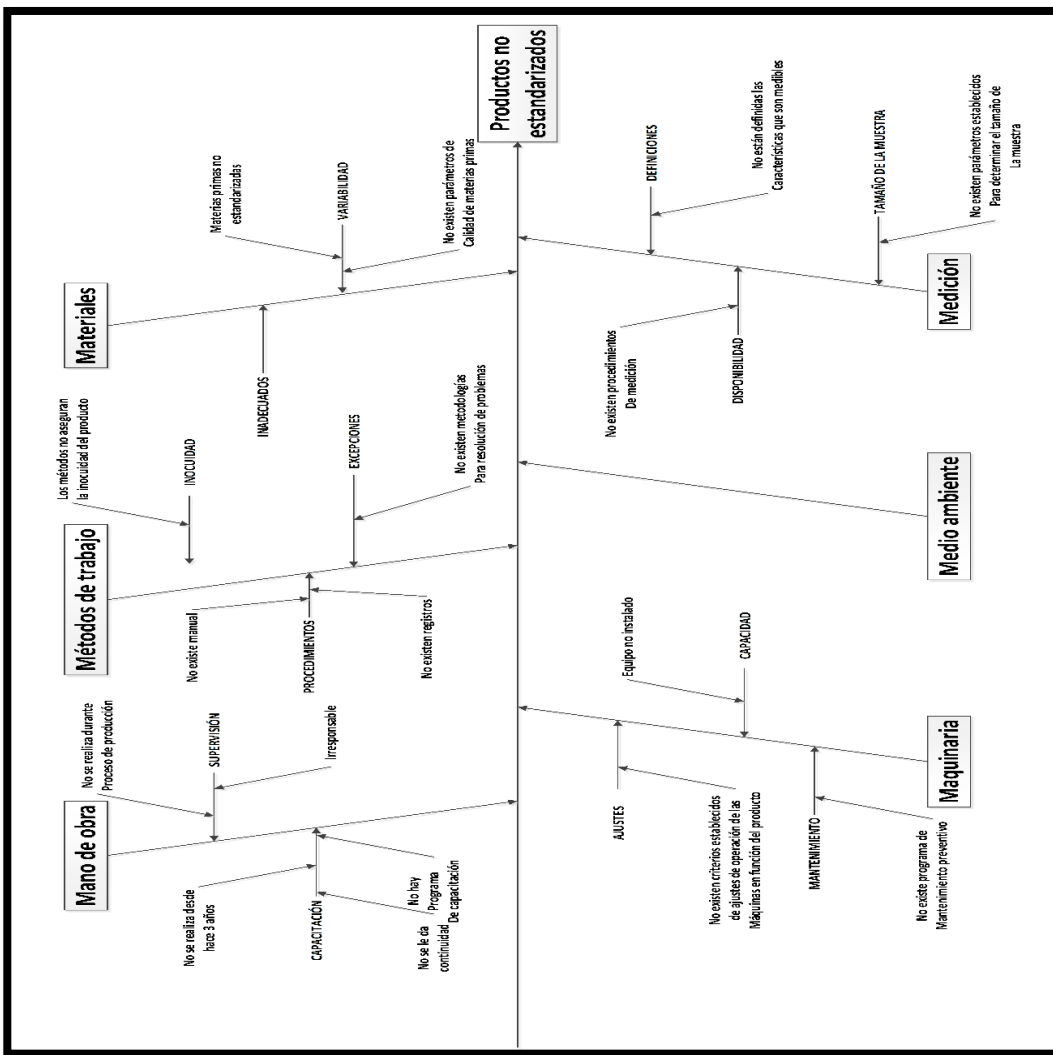 Mano de obra
No se realiza durante
Proceso de producción
SUPERVISIÓN
Irresponsable
No se realiza desde
hace 3 años
CAPACITACIÓN
No hay
Programa
De capacitación
No se le da
continuidad
Métodos de trabajo
Los métodos no aseguran
la inocuidad del producto
INOCUIDAD
No existe manual
PROCEDIMIENTOS
No existen registros
EXCEPCIONES
No existen metodologías
Para resolución de problemas
Materiales
Materias primas no
estandarizadas
VARIABILIDAD
No existen parámetros de
Calidad de materias primas
INADECUADOS
Productos no
estandarizados
Maquinaria
AJUSTES
No existen criterios establecidos
de ajustes de operación de las
Máquinas en función del producto
Equipo no instalado
CAPACIDAD
MANTENIMIENTO
No existe programa de
Mantenimiento preventivo
Medio ambiente
Medición
No existen procedimientos
De medición
DISPONIBILIDAD
DEFINICIONES
No están definidas las
Características que son medibles
TAMAÑO DE LA MUESTRA
No existen parámetros establecidos
Para determinar el tamaño de
La muestra